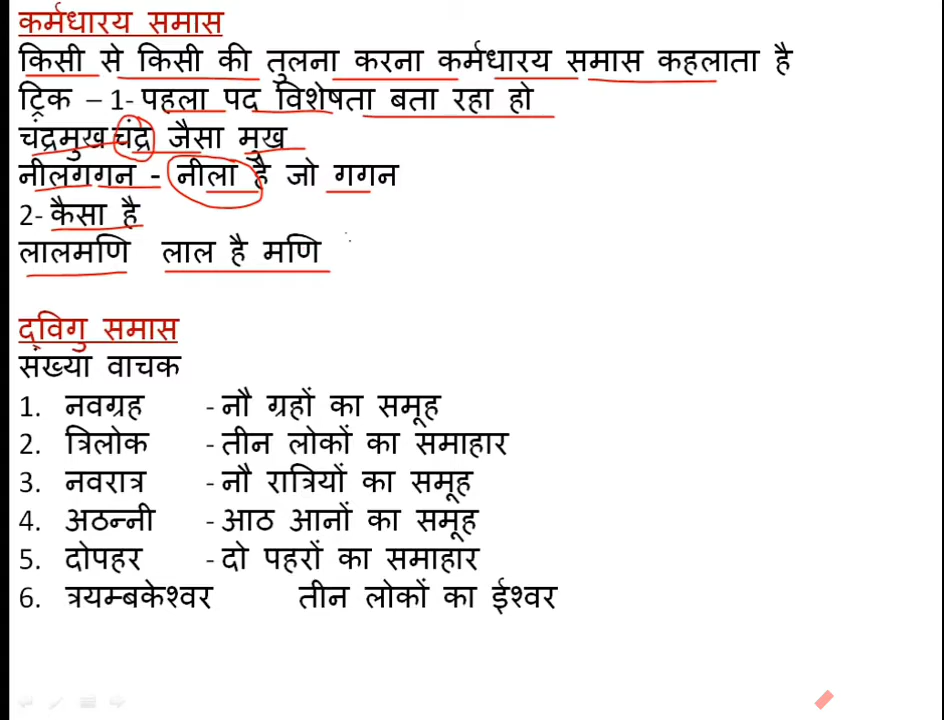 कर्मधारय समास
किसी से किसी की तुलना करना कर्मधारय समास कहलाता है
ट्रिक – 1- पहला पद विशेषता बता रहा हो
चंद्रमुख चंद्र जैसा मुख
नीलगगन - नीला है जो गगन
2- कैसा है
लालमणि लाल है मणि
द्विगु समास
संख्या वाचक
1. नवग्रह - नौ ग्रहों का समूह
2. त्रिलोक - तीन लोकों का समाहार
3. नवरात्र - नौ रात्रियों का समूह
4. अठन्नी - आठ आनों का समूह
5. दोपहर - दो पहरों का समाहार
6. त्रयम्बकेश्वर तीन लोकों का ईश्वर